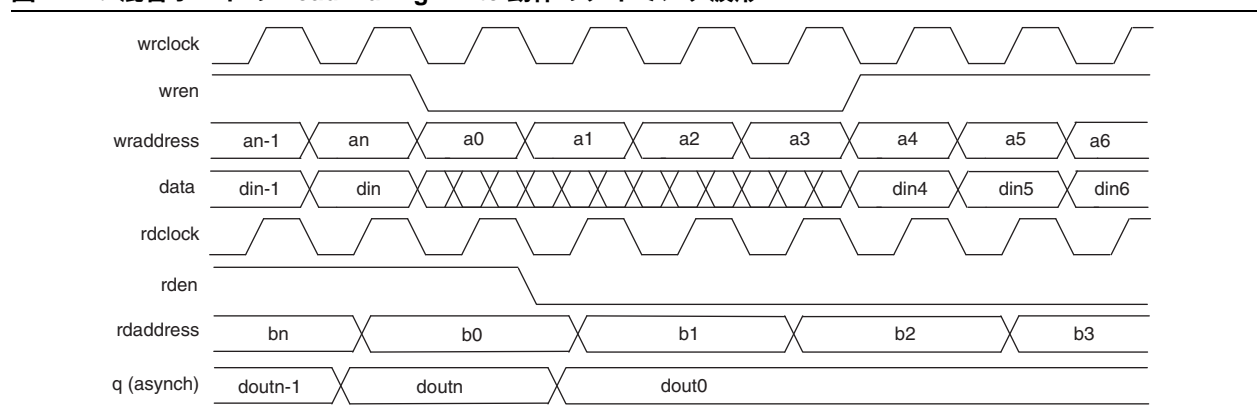 wrclock
wren
wraddress an-1 an a0 a1 a2 a3 a4 a5 a6
data din-1 din din4 din5 din6
rdclock
rden
rdaddress bn b0 b1 b2 b3
q (asynch) doutn-1 doutn dout0